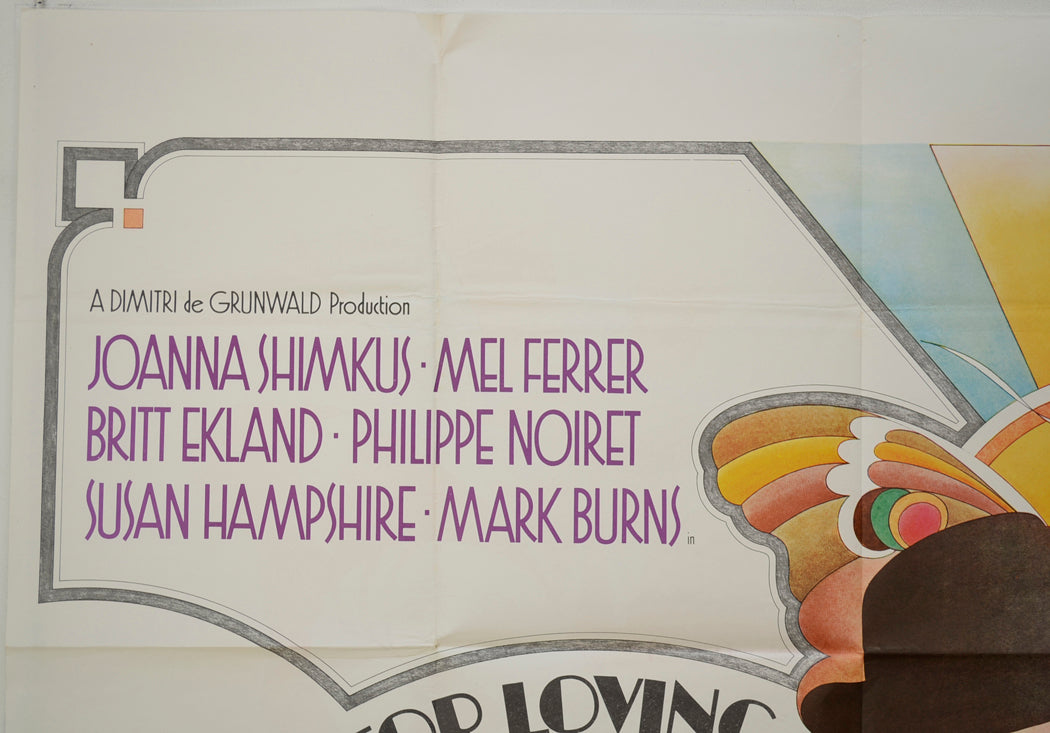 A DIMITRI de GRUNWALD Production
JOANNA SHIMKUS · MEL FERRER
BRITT EKLAND · PHILIPPE NOIRET
SUSAN HAMPSHIRE · MARK BURNS in
FOR LOVING